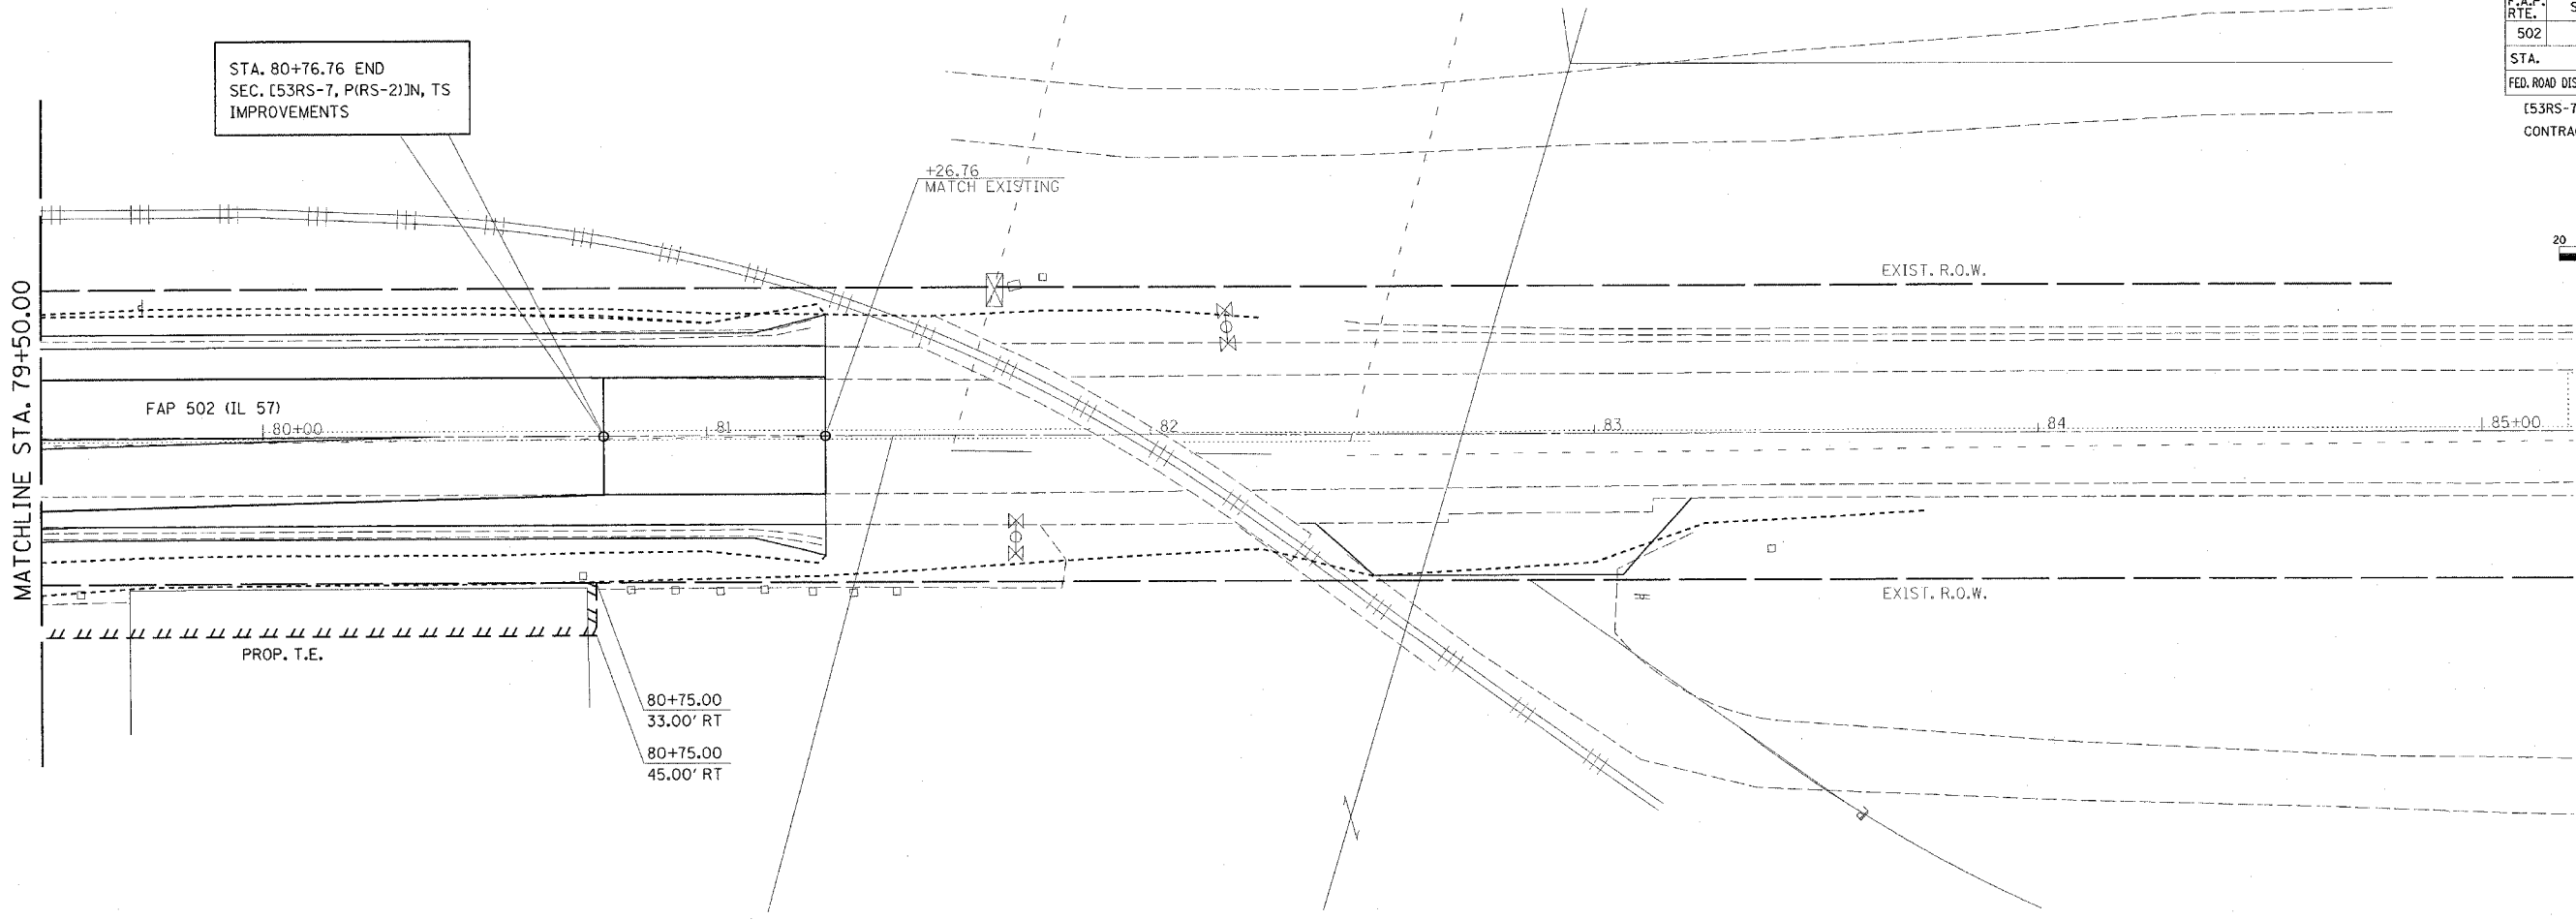 STA. 80+76.76 END
SEC. [53RS-7, P(RS-2)]N, TS
IMPROVEMENTS
RTE.
502
STA.
FED. ROAD DIS
[53RS-7
CONTRA
+26.76
MATCH EXISTING
20
EXIST. R.O.W.
MATCHLINE STA. 79+50.00
FAP 502 (IL 57)
80+00
81
82
83
84
85+00
EXIST. R.O.W.
PROP. T.E.
80+75.00
33.00' RT
80+75.00
45.00' RT